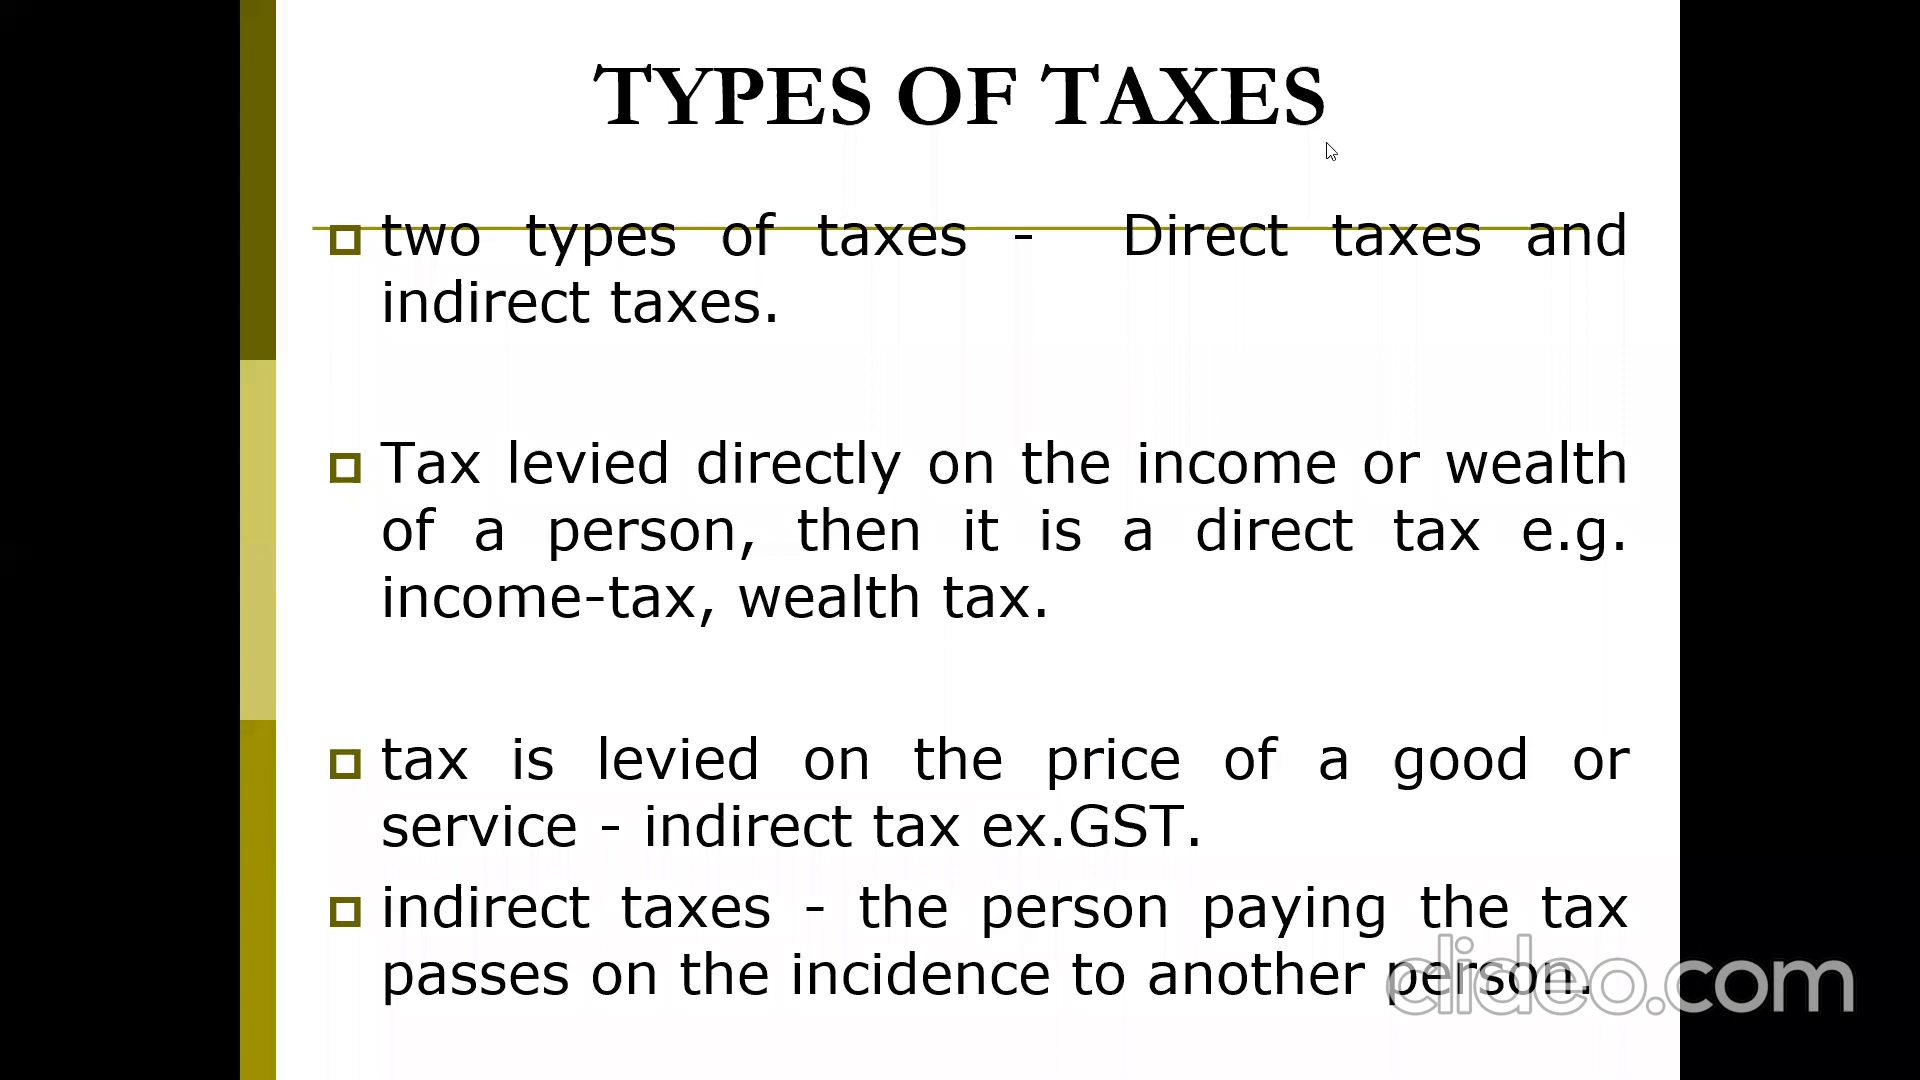 TYPES OF TAXES
two types of taxes - Direct taxes and
indirect taxes.
Tax levied directly on the income or wealth
of a person, then it is a direct tax e.g.
income-tax, wealth tax.
tax is levied on the price of a good or
service - indirect tax ex.GST.
indirect taxes - the person paying the tax
passes on the incidence to another person.
clideo.com